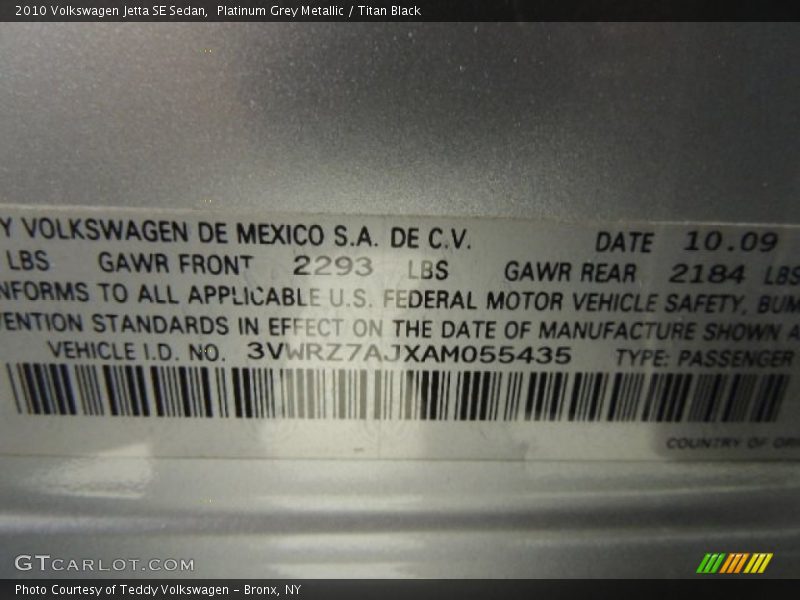 2010 Volkswagen Jetta SE Sedan,  Platinum Grey Metallic / Titan Black
Y VOLKSWAGEN DE MEXICO S.A. DE C.V. DATE 10.09
LBS GAWR FRONT 2293 LBS GAWR REAR 2184 LBS
NFORMS TO ALL APPLICABLE U.S. FEDERAL MOTOR VEHICLE SAFETY, BUM
VENTION STANDARDS IN EFFECT ON THE DATE OF MANUFACTURE SHOWN A
VEHICLE I.D. NO. 3VWRZ7AJXAM055435 TYPE: PASSENGER
COUNTRY OF ORI
GTCARLOT.COM
Photo Courtesy of Teddy Volkswagen - Bronx, NY